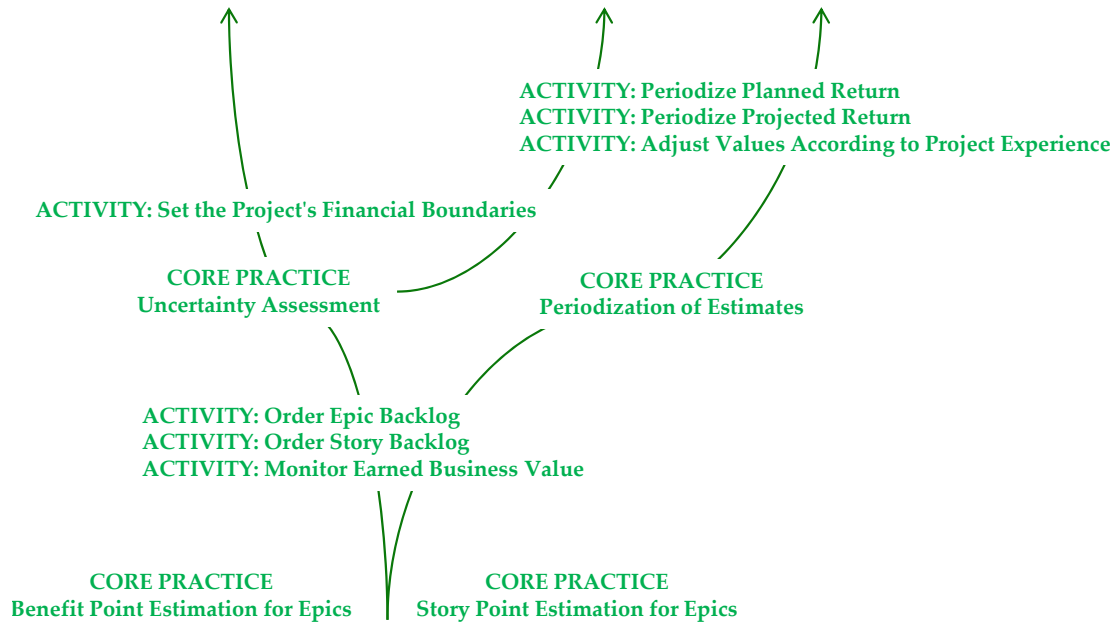 ACTIVITY: Periodize Planned Return
ACTIVITY: Periodize Projected Return
ACTIVITY: Adjust Values According to Project Experience
ACTIVITY: Set the Project's Financial Boundaries
CORE PRACTICE
Uncertainty Assessment
CORE PRACTICE
Periodization of Estimates
ACTIVITY: Order Epic Backlog
ACTIVITY: Order Story Backlog
ACTIVITY: Monitor Earned Business Value
CORE PRACTICE
Benefit Point Estimation for Epics
CORE PRACTICE
Story Point Estimation for Epics